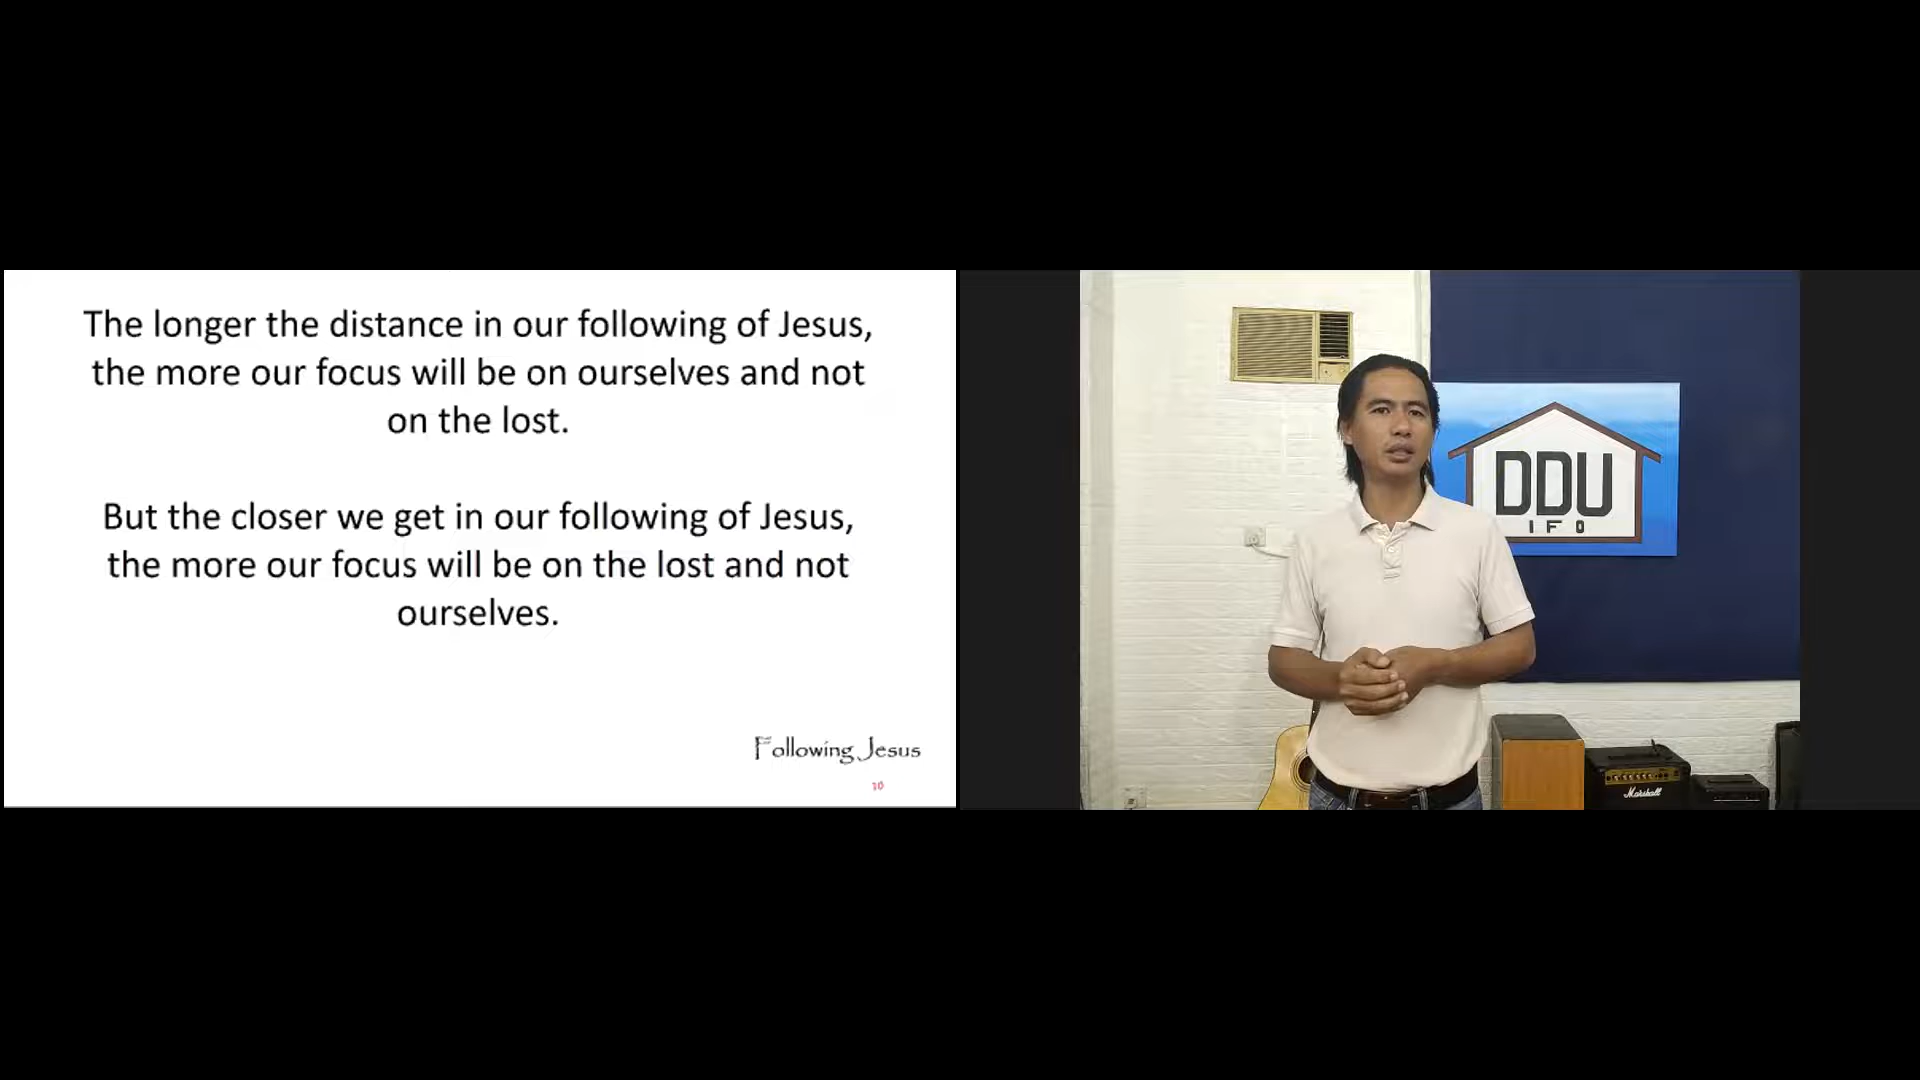 The longer the distance in our following of Jesus,
the more our focus will be on ourselves and not
on the lost.
But the closer we get in our following of Jesus,
the more our focus will be on the lost and not
ourselves.
Following Jesus
10
DDU
IFO
Marshall